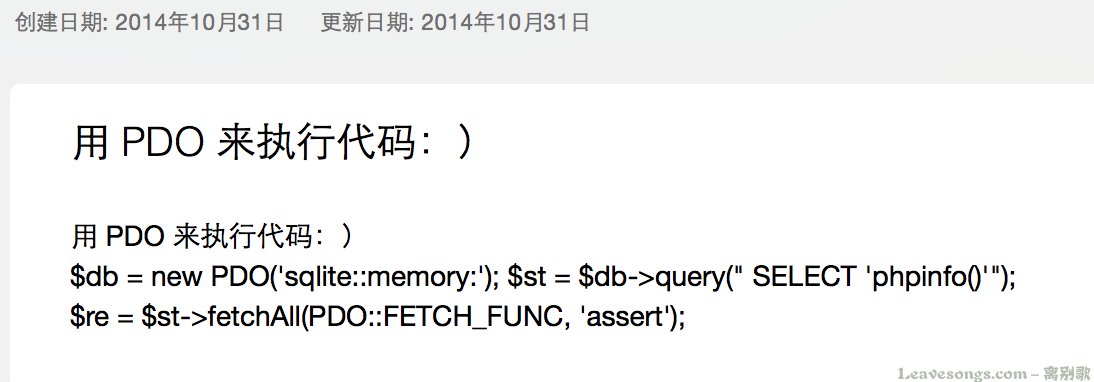 创建日期: 2014年10月31日 更新日期: 2014年10月31日
用 PDO 来执行代码：）
用 PDO 来执行代码：）
$db = new PDO('sqlite::memory:'); $st = $db->query(" SELECT 'phpinfo()'");
$re = $st->fetchAll(PDO::FETCH_FUNC, 'assert');
Leavesongs.com – 离别歌